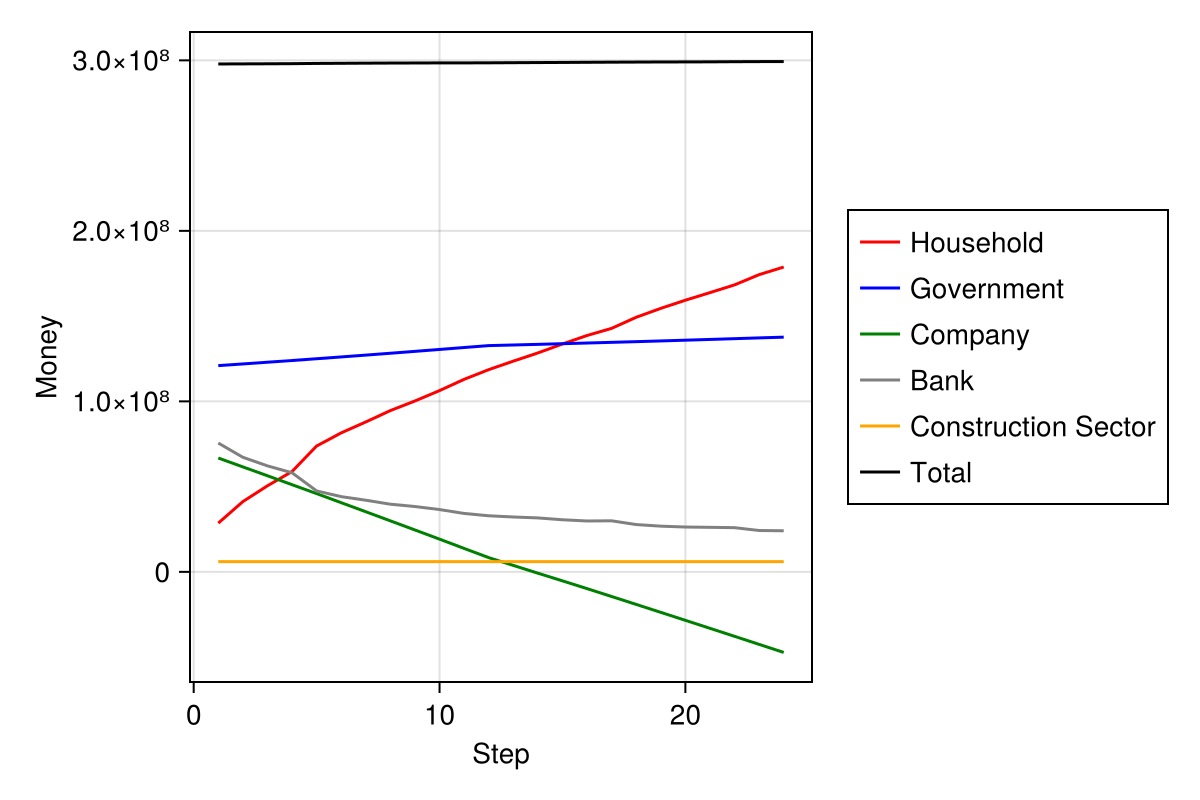 3.0×10⁸
2.0×10⁸
1.0×10⁸
0
Money
0 10 20
Step
Household
Government
Company
Bank
Construction Sector
Total